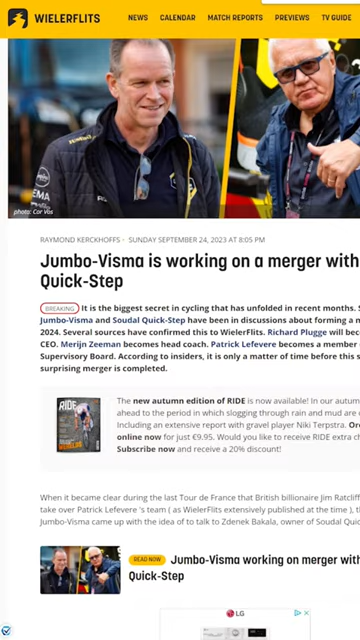 WIELERFLITS
NEWS CALENDAR MATCH REPORTS PREVIEWS TV GUIDE
photo: Cor Vos
RAYMOND KERCKHOFFS - SUNDAY SEPTEMBER 24, 2023 AT 8:05 PM
Jumbo-Visma is working on a merger with
Quick-Step
BREAKING It is the biggest secret in cycling that has unfolded in recent months. S
Jumbo-Visma and Soudal Quick-Step have been in discussions about forming a m
2024. Several sources have confirmed this to WielerFlits. Richard Plugge will bec
CEO. Merijn Zeeman becomes head coach. Patrick Lefevere becomes a member
Supervisory Board. According to insiders, it is only a matter of time before this s
surprising merger is completed.
RIDE
The new autumn edition of RIDE is now available! In our autum
ahead to the period in which slogging through rain and mud are
Including an extensive report with gravel player Niki Terpstra. Or
online now for just €9.95. Would you like to receive RIDE extra ch
Subscribe now and receive a 20% discount!
When it became clear during the last Tour de France that British billionaire Jim Ratcliff
take over Patrick Lefevere 's team ( as WielerFlits extensively published at the time ), t
Jumbo-Visma came up with the idea of to talk to Zdenek Bakala, owner of Soudal Quic
READ NOW Jumbo-Visma working on merger with
Quick-Step
LG